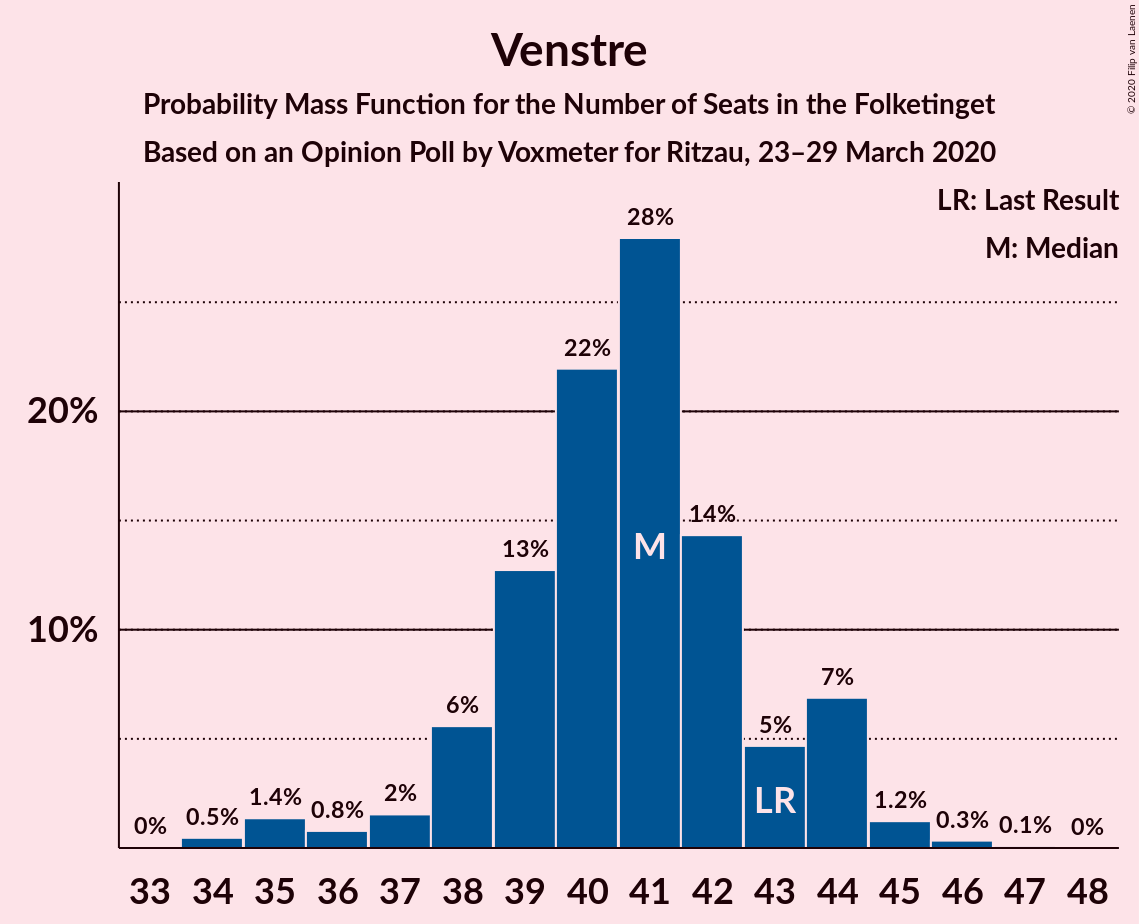 Venstre
Probability Mass Function for the Number of Seats in the Folketinget
Based on an Opinion Poll by Voxmeter for Ritzau, 23–29 March 2020
© 2020 Filip van Laenen
LR: Last Result
M: Median
20%
10%
0%
0.5%
1.4%
0.8%
2%
6%
13%
22%
28%
14%
5%
7%
1.2%
0.3%
0.1%
0%
M
LR
33 34 35 36 37 38 39 40 41 42 43 44 45 46 47 48